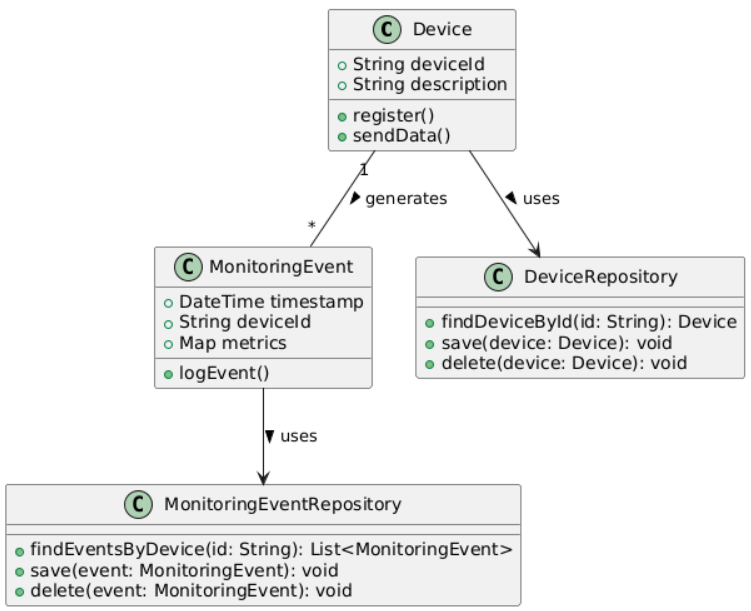 C Device
String deviceId
String description
register()
sendData()
1
generates
uses
*
C MonitoringEvent
DateTime timestamp
String deviceId
Map metrics
logEvent()
C DeviceRepository
findDeviceById(id: String): Device
save(device: Device): void
delete(device: Device): void
uses
C MonitoringEventRepository
findEventsByDevice(id: String): List<MonitoringEvent>
save(event: MonitoringEvent): void
delete(event: MonitoringEvent): void